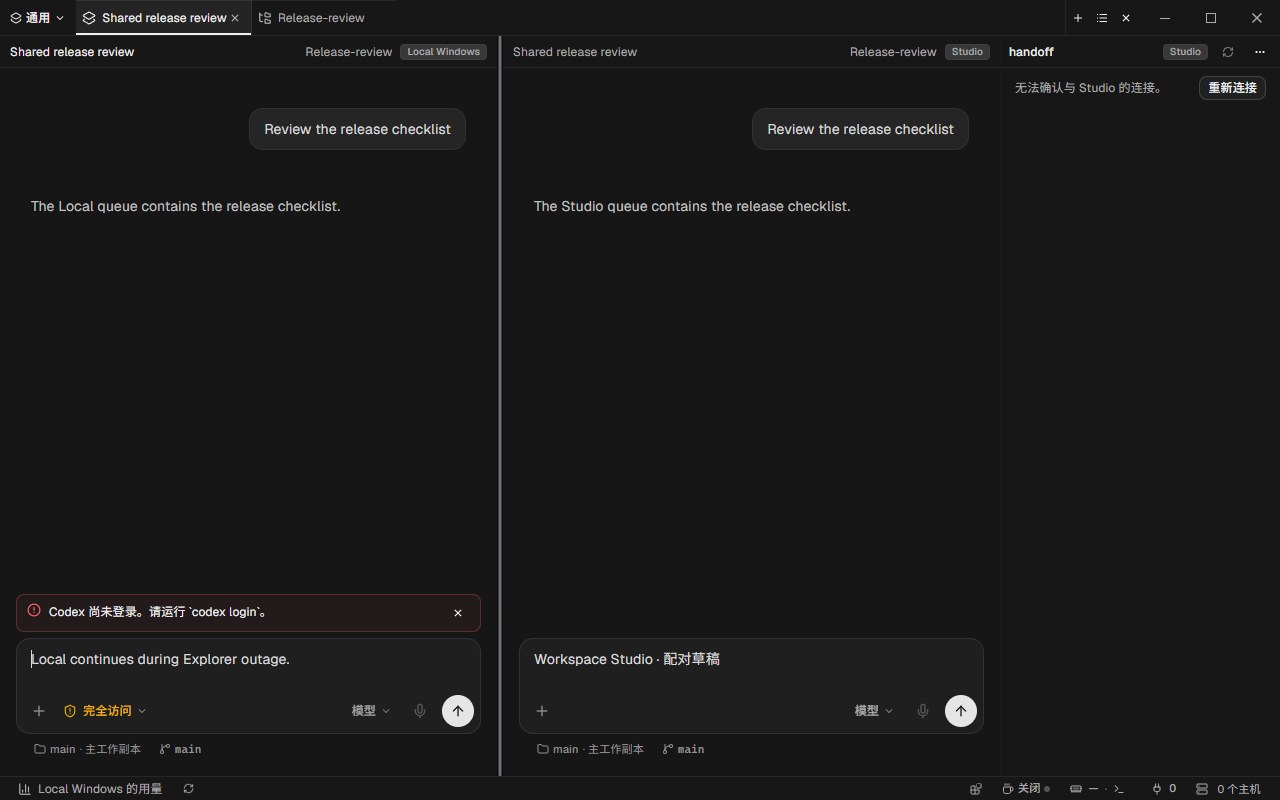 通用
Shared release review
Release-review
Shared release review
Release-review
Local Windows
Shared release review
Release-review
Studio
handoff
Studio
无法确认与 Studio 的连接。
重新连接
Review the release checklist
The Local queue contains the release checklist.
Review the release checklist
The Studio queue contains the release checklist.
Codex 尚未登录。请运行 `codex login`。
Local continues during Explorer outage.
完全访问
模型
main · 主工作副本
main
Workspace Studio · 配对草稿
模型
main · 主工作副本
main
Local Windows 的用量
关闭
— ·
0
0 个主机